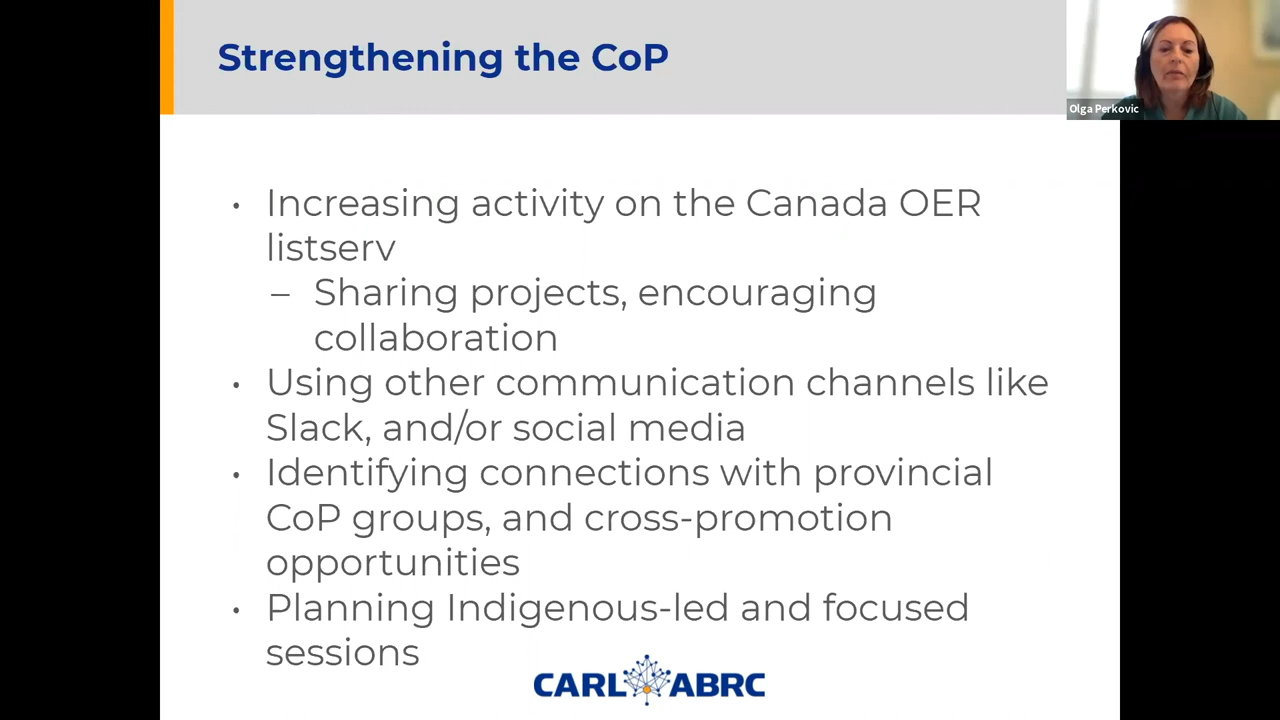 Strengthening the CoP
Olga Perkovic
• Increasing activity on the Canada OER
listserv
– Sharing projects, encouraging
collaboration
• Using other communication channels like
Slack, and/or social media
• Identifying connections with provincial
CoP groups, and cross-promotion
opportunities
• Planning Indigenous-led and focused
sessions
CARL ABRC